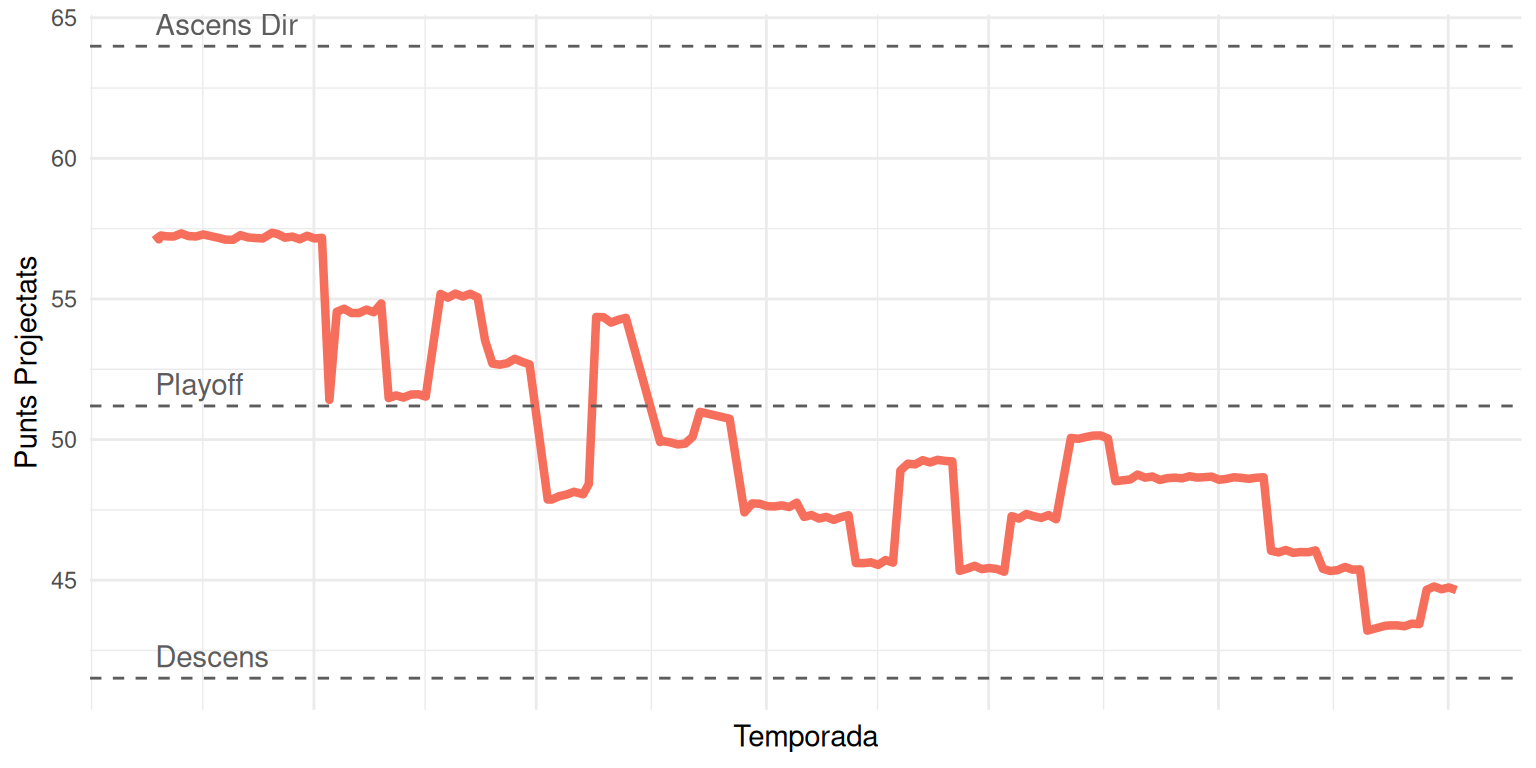 65
Ascens Dir
60
55
Punts Projectats
Playoff
50
45
Descens
Temporada